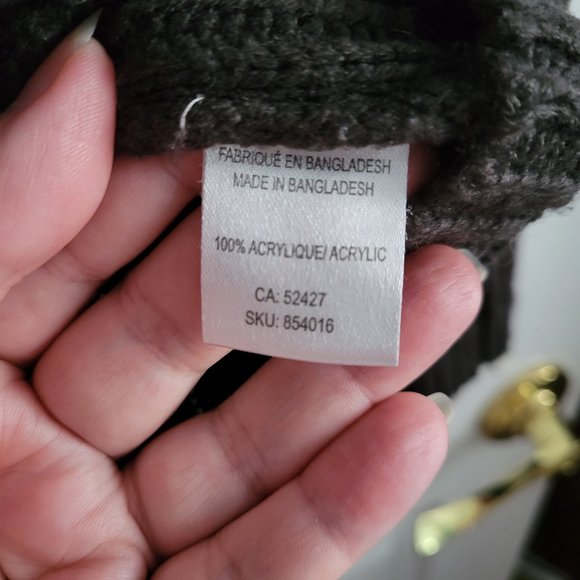 FABRIQUÉ EN BANGLADESH
MADE IN BANGLADESH
100% ACRYLIQUE/ ACRYLIC
CA: 52427
SKU: 854016